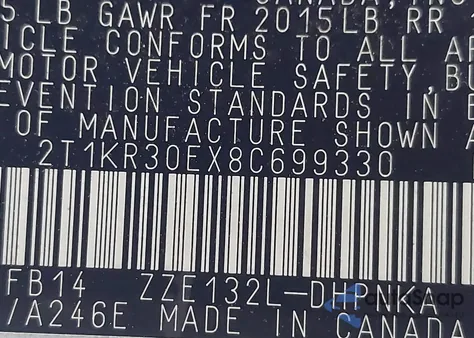 CANADA, INC.
5 LB GAWR FR 2015LB RR
ICLE CONFORMS TO ALL A
MOTOR VEHICLE SAFETY, BU
EVENTION STANDARDS IN
OF MANUFACTURE SHOWN A
2T1KR30EX8C699330
FB14 ZZE132L-DHPNKA
/A246E MADE IN CANADA